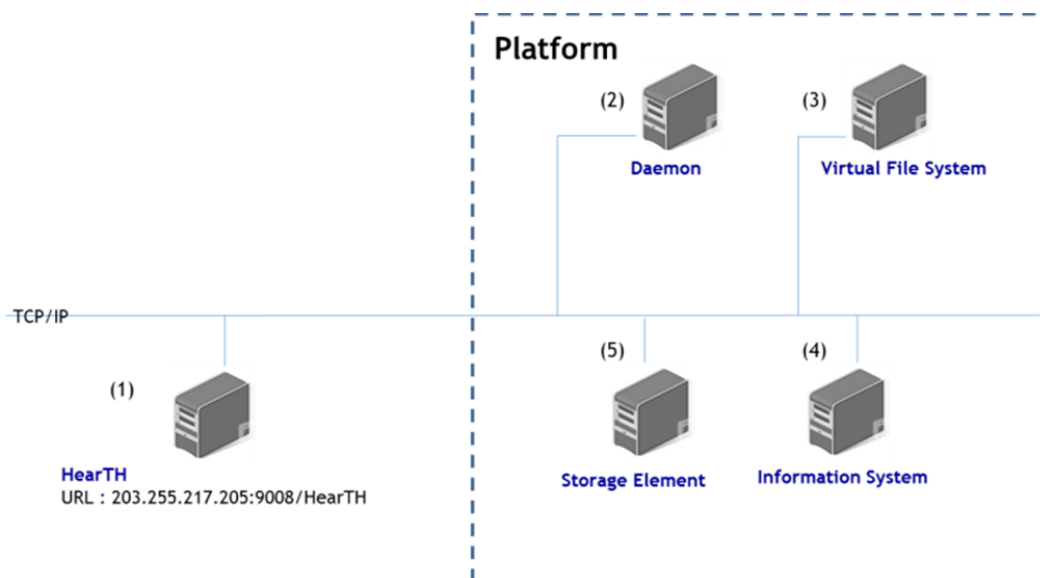 Platform
(2)
(3)
Daemon
Virtual File System
TCP/IP
(5)
(4)
(1)
HearTH
URL : 203.255.217.205:9008/HearTH
Storage Element
Information System